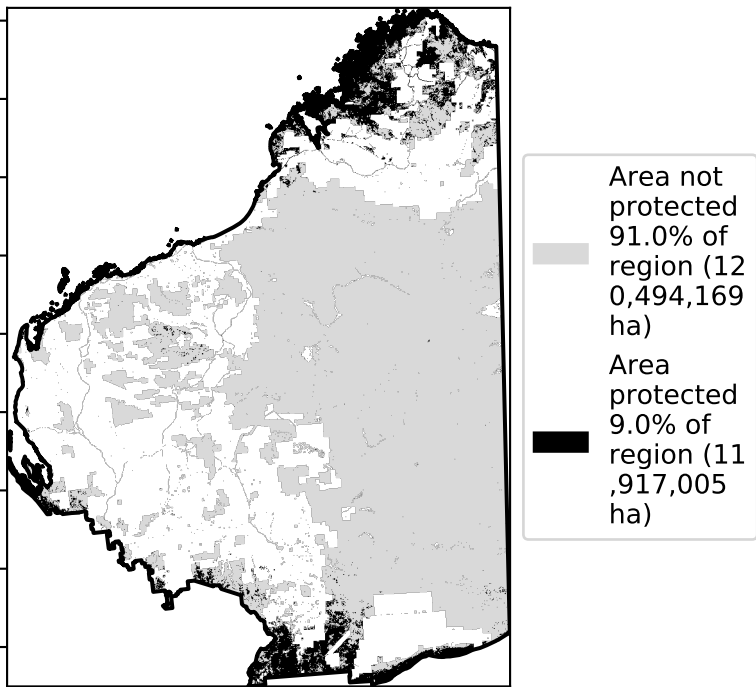 Area not
protected
91.0% of
region (12
0,494,169
ha)
Area
protected
9.0% of
region (11
,917,005
ha)